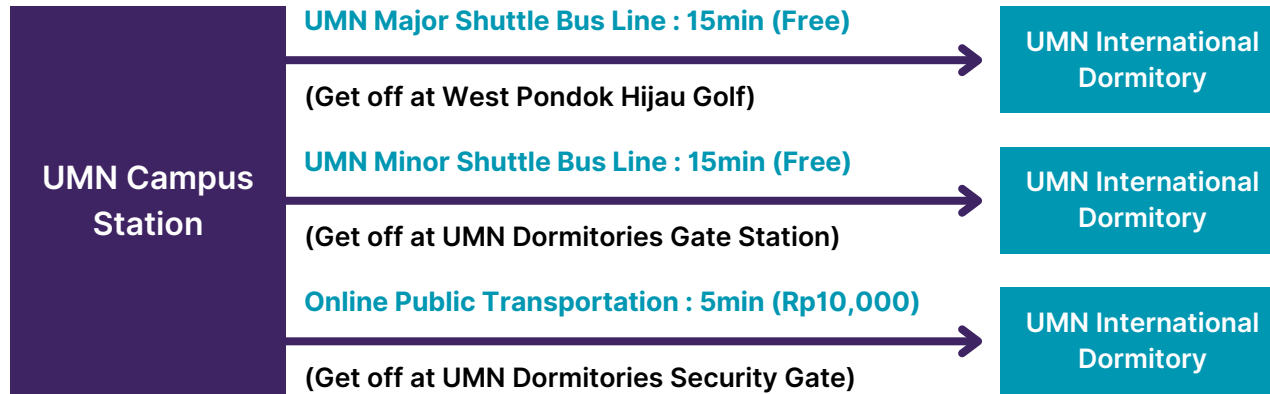 UMN Campus
Station
UMN Major Shuttle Bus Line : 15min (Free)
(Get off at West Pondok Hijau Golf)
UMN International
Dormitory
UMN Minor Shuttle Bus Line : 15min (Free)
(Get off at UMN Dormitories Gate Station)
UMN International
Dormitory
Online Public Transportation : 5min (Rp10,000)
(Get off at UMN Dormitories Security Gate)
UMN International
Dormitory